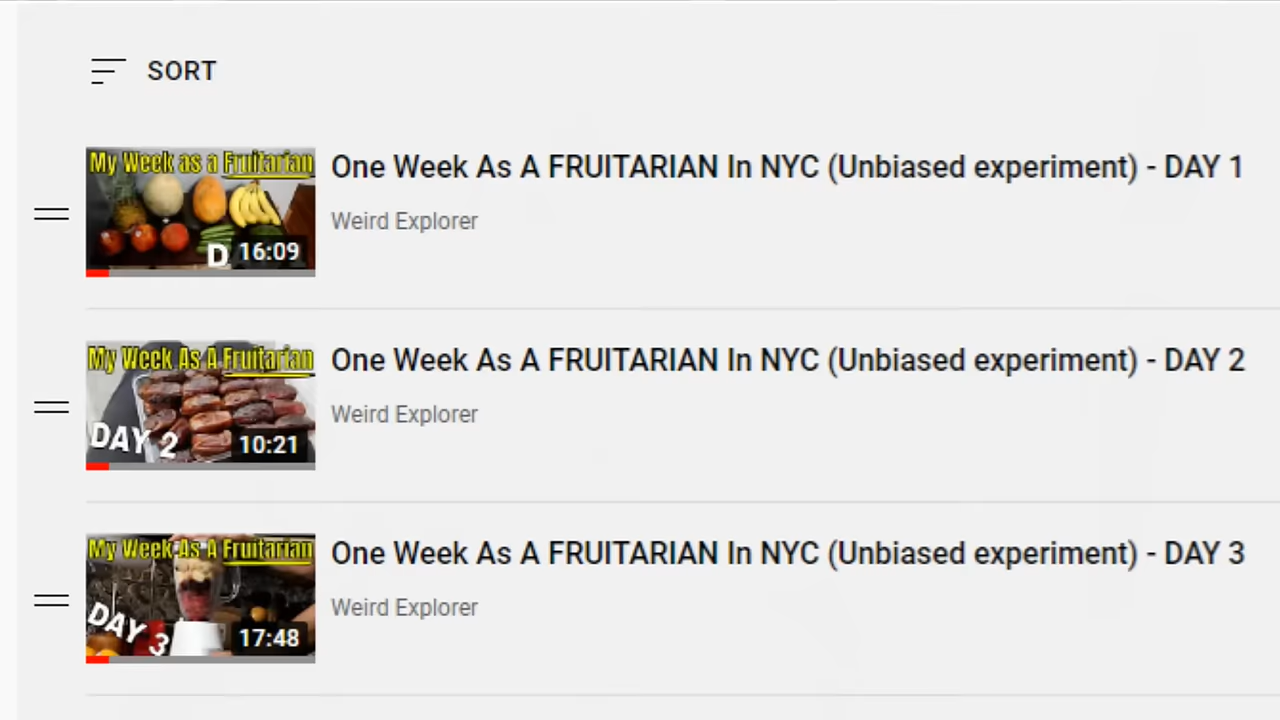 SORT
My Week as a Fruitarian
D
16:09
One Week As A FRUITARIAN In NYC (Unbiased experiment) - DAY 1
Weird Explorer
My Week As A Fruitarian
DAY 2
10:21
One Week As A FRUITARIAN In NYC (Unbiased experiment) - DAY 2
Weird Explorer
My Week As A Fruitarian
DAY 3
17:48
One Week As A FRUITARIAN In NYC (Unbiased experiment) - DAY 3
Weird Explorer